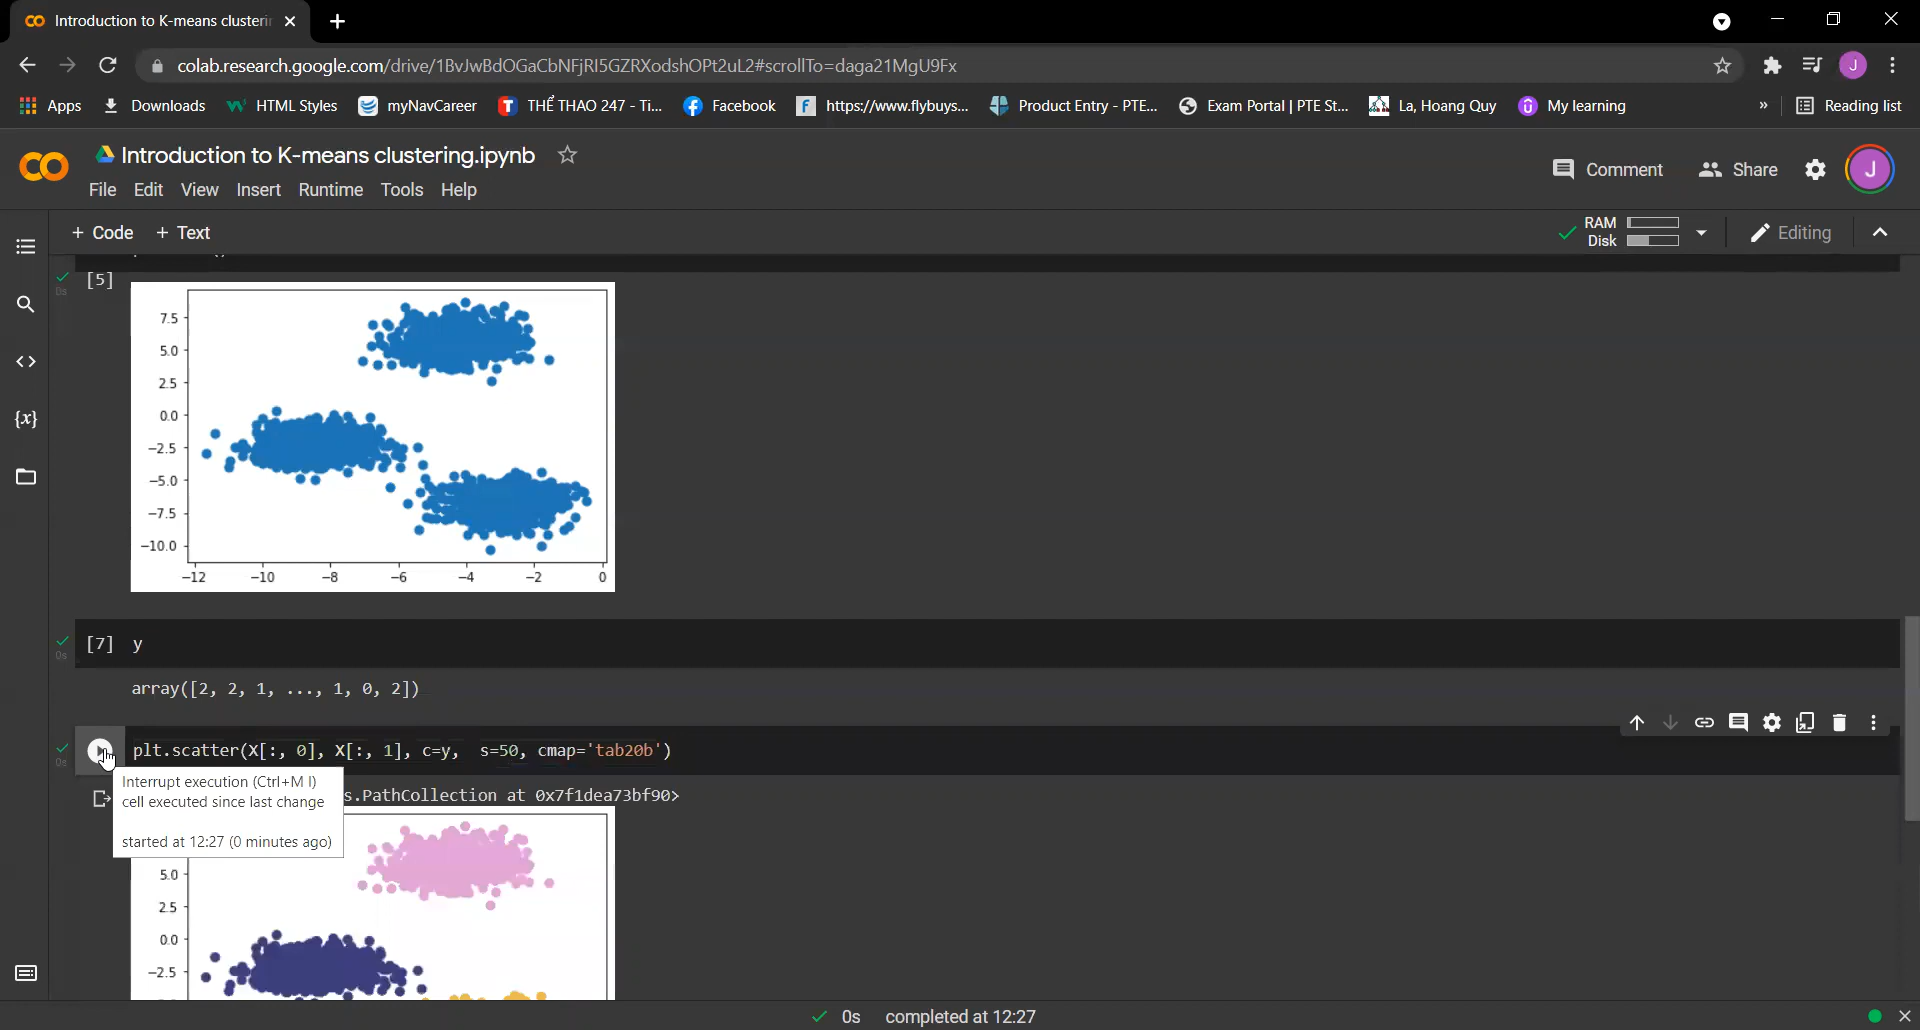 Introduction to K-means clusterin
colab.research.google.com/drive/1BvJwBdOGaCbNFjRI5GZRXodshOPt2uL2#scrollTo=daga21MgU9Fx
J
Apps Downloads HTML Styles myNavCareer THỂ THAO 247 - Ti... Facebook https://www.flybuys... Product Entry - PTE... Exam Portal | PTE St... La, Hoang Quy My learning » Reading list
Introduction to K-means clustering.ipynb
File Edit View Insert Runtime Tools Help
Comment Share J
+ Code + Text
RAM
Disk
Editing
[5]
0s
7.5
5.0
2.5
0.0
−2.5
−5.0
−7.5
−10.0
−12 −10 −8 −6 −4 −2 0
[7] y
0s
array([2, 2, 1, ..., 1, 0, 2])
plt.scatter(X[:, 0], X[:, 1], c=y, s=50, cmap='tab20b')
0s
Interrupt execution (Ctrl+M I)
cell executed since last change
started at 12:27 (0 minutes ago)
s.PathCollection at 0x7f1dea73bf90>
5.0
2.5
0.0
−2.5
0s completed at 12:27